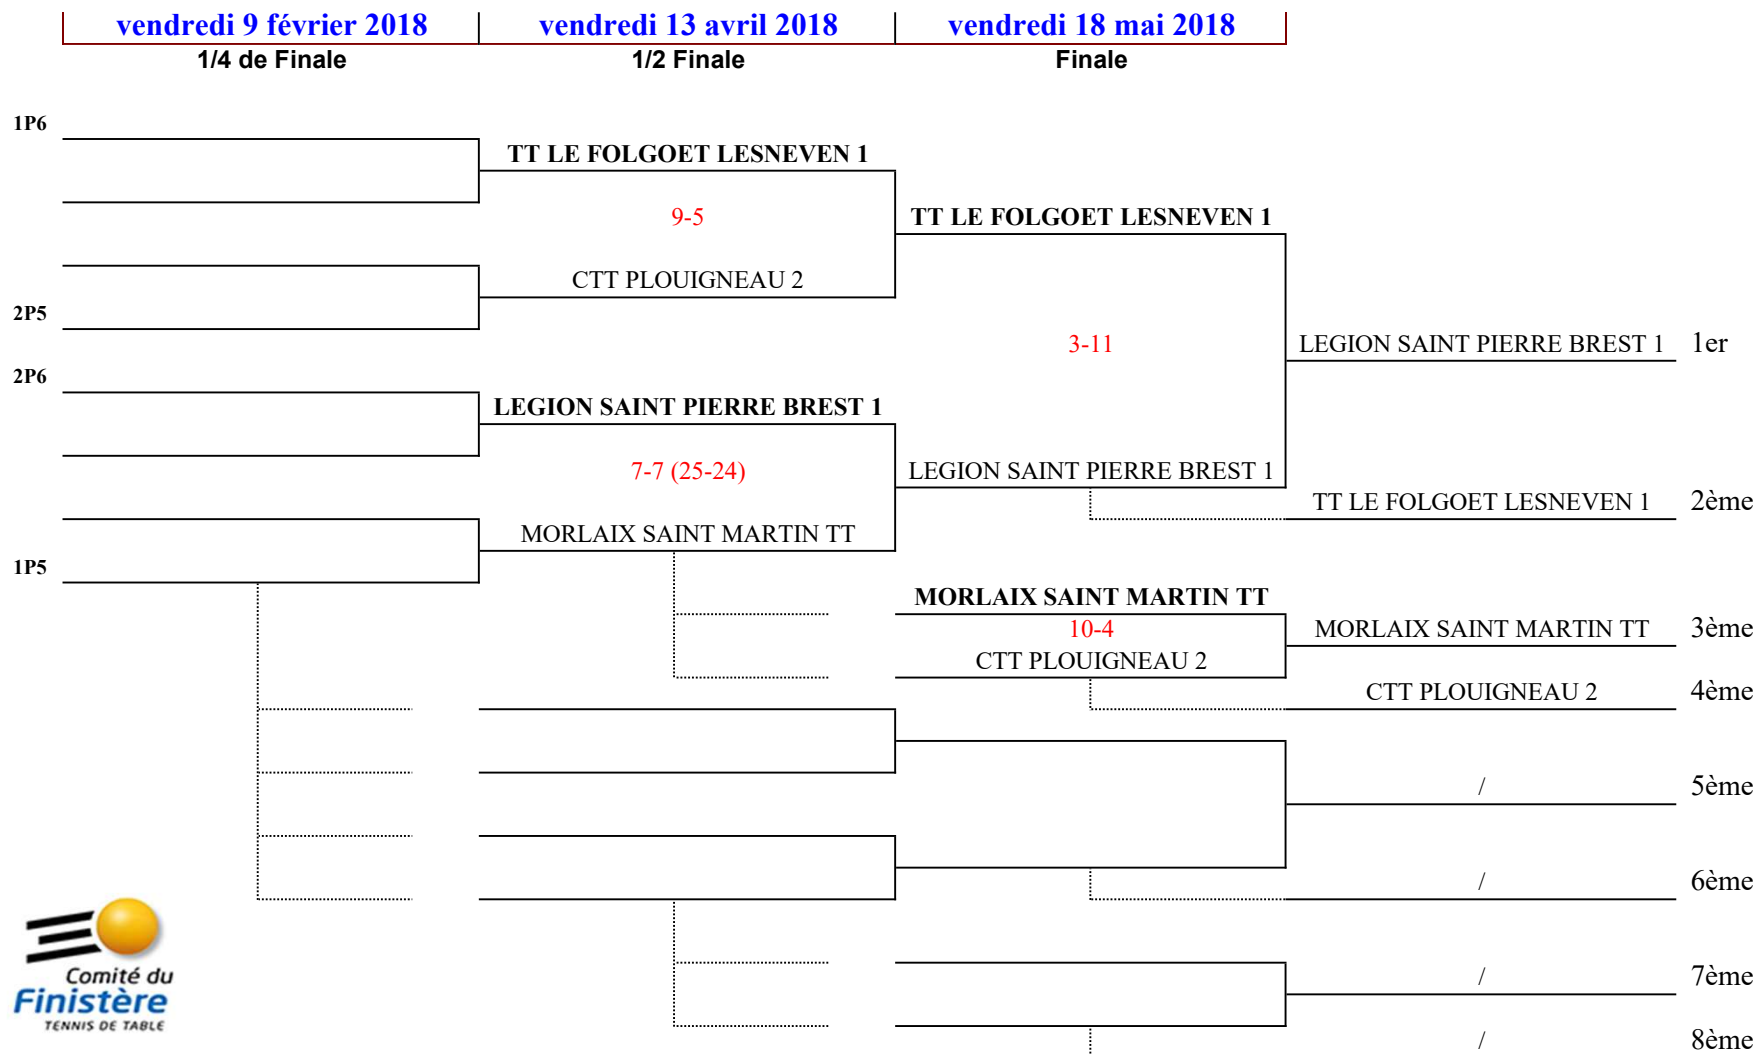 vendredi 9 février 2018 vendredi 13 avril 2018 vendredi 18 mai 2018
1/4 de Finale 1/2 Finale Finale
1P6
TT LE FOLGOET LESNEVEN 1
9-5 TT LE FOLGOET LESNEVEN 1
CTT PLOUIGNEAU 2
2P5
3-11 LEGION SAINT PIERRE BREST 1 1er
2P6
LEGION SAINT PIERRE BREST 1
7-7 (25-24) LEGION SAINT PIERRE BREST 1
TT LE FOLGOET LESNEVEN 1 2ème
MORLAIX SAINT MARTIN TT
1P5
MORLAIX SAINT MARTIN TT
10-4 MORLAIX SAINT MARTIN TT 3ème
CTT PLOUIGNEAU 2
CTT PLOUIGNEAU 2 4ème
/ 5ème
/ 6ème
Comité du
Finistère
TENNIS DE TABLE
/ 7ème
/ 8ème